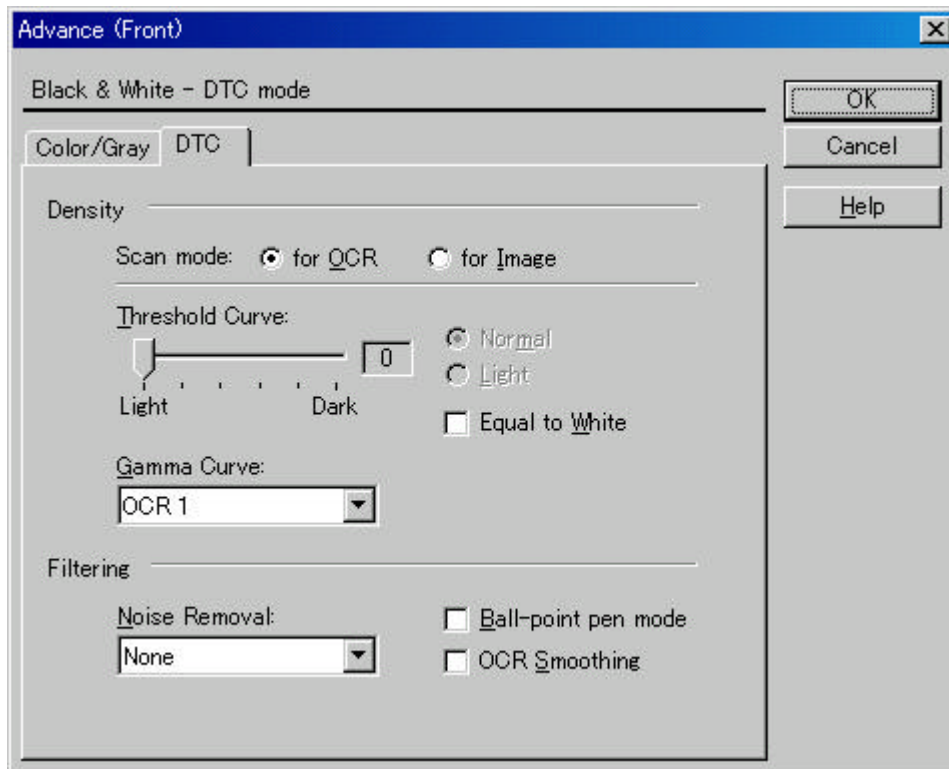 Advance (Front)
Black & White - DTC mode
OK
Color/Gray DTC
Cancel
Density
Help
Scan mode: for OCR for Image
Threshold Curve:
0
Normal
Light
Light Dark
Equal to White
Gamma Curve:
OCR 1
Filtering
Noise Removal:
Ball-point pen mode
None
OCR Smoothing